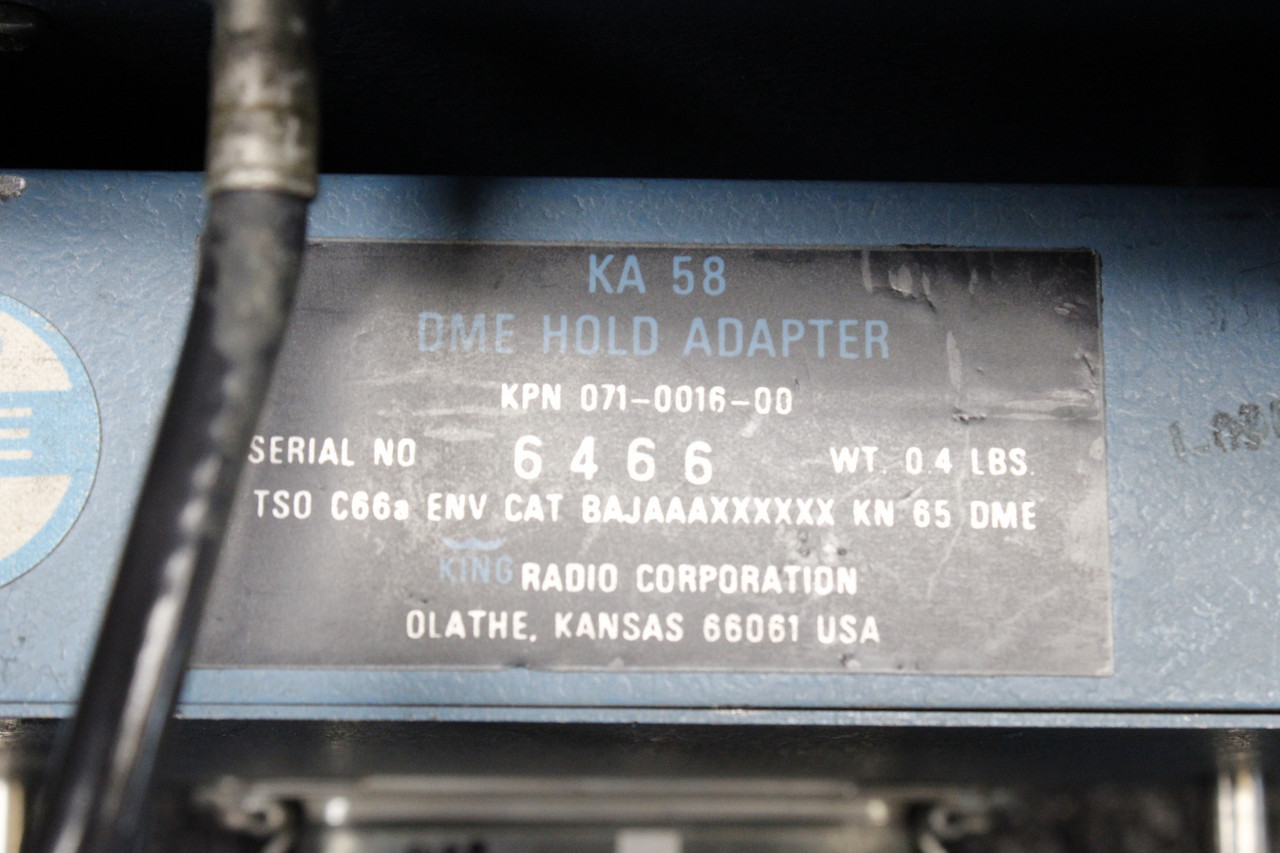 KA 58
DME HOLD ADAPTER
KPN 071-0016-00
SERIAL NO 6466 WT. 0.4 LBS.
TSO C66a ENV CAT BAJAAAXXXXXX KN 65 DME
KING RADIO CORPORATION
OLATHE, KANSAS 66061 USA